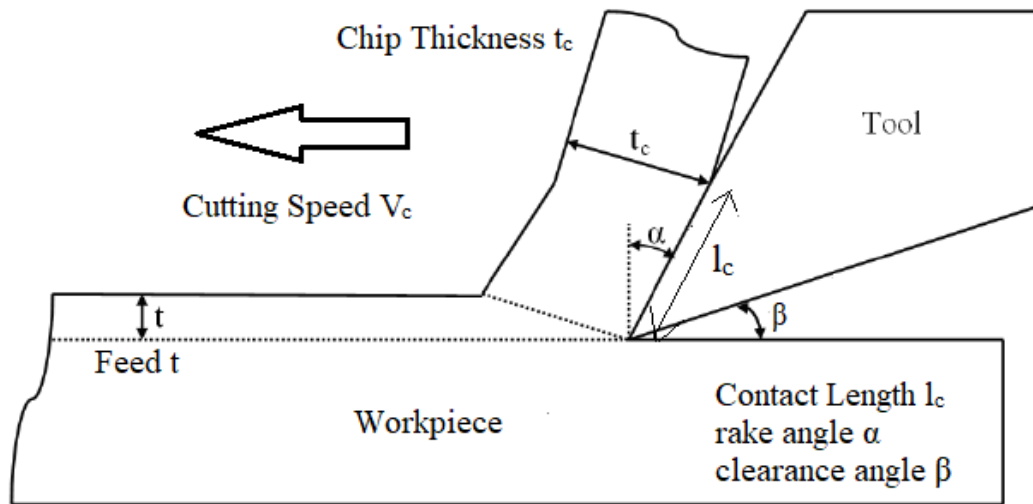 Chip Thickness tc
tc
Tool
Cutting Speed Vc
α
lc
t
β
Feed t
Workpiece
Contact Length lc
rake angle α
clearance angle β